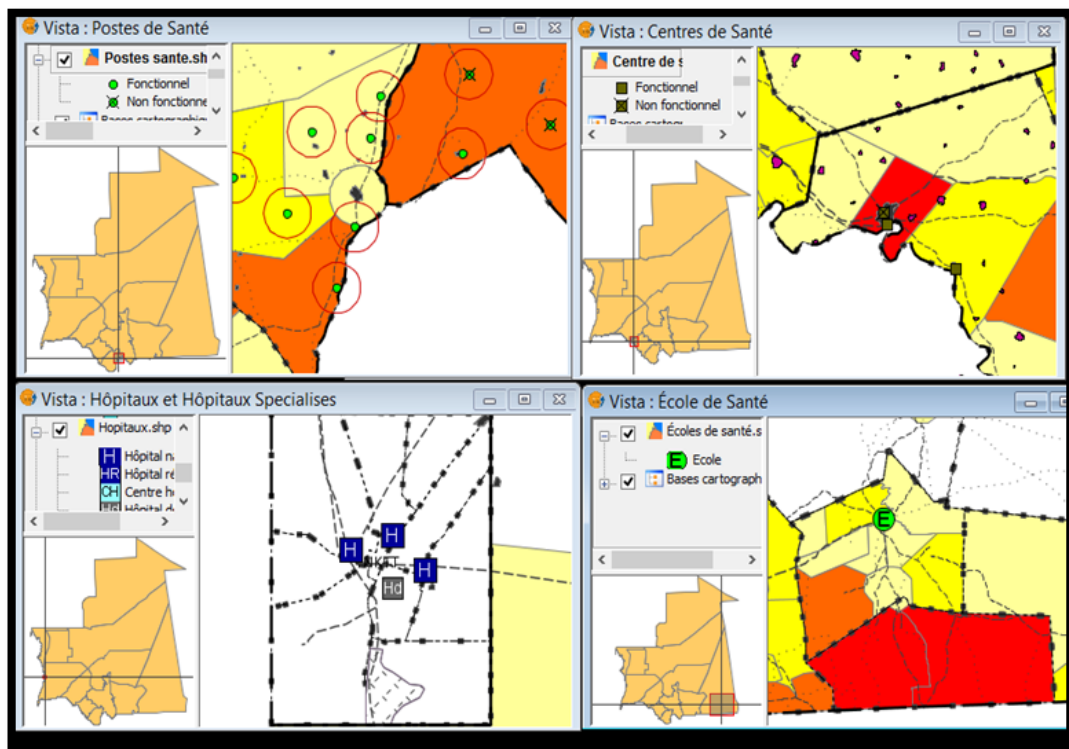 Vista : Postes de Santé
Postes sante.sh
Fonctionnel
Non fonctionne
Vista : Centres de Santé
Centre de s
Fonctionnel
Non fonctionnel
Vista : Hôpitaux et Hôpitaux Specialises
Hopitaux.shp
H Hôpital na
HR Hôpital ré
CH Centre h
H
H
H
Hd
Vista : École de Santé
Écoles de santé.s
E Ecole
Bases cartograph
E